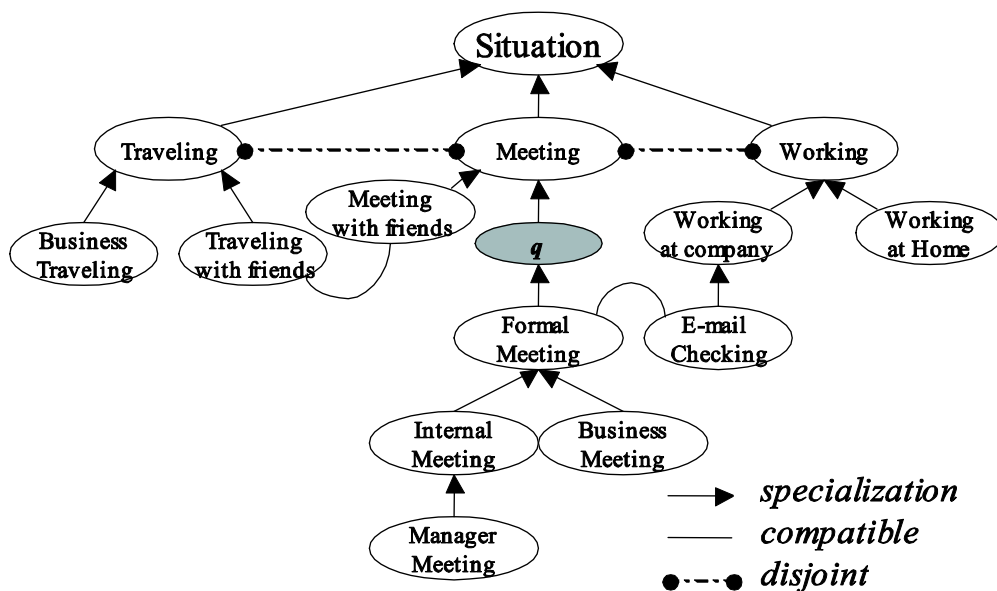 Situation
Traveling
Meeting
Working
Meeting
with friends
Business
Traveling
Traveling
with friends
q
Working
at company
Working
at Home
Formal
Meeting
E-mail
Checking
Internal
Meeting
Business
Meeting
Manager
Meeting
specialization
compatible
disjoint